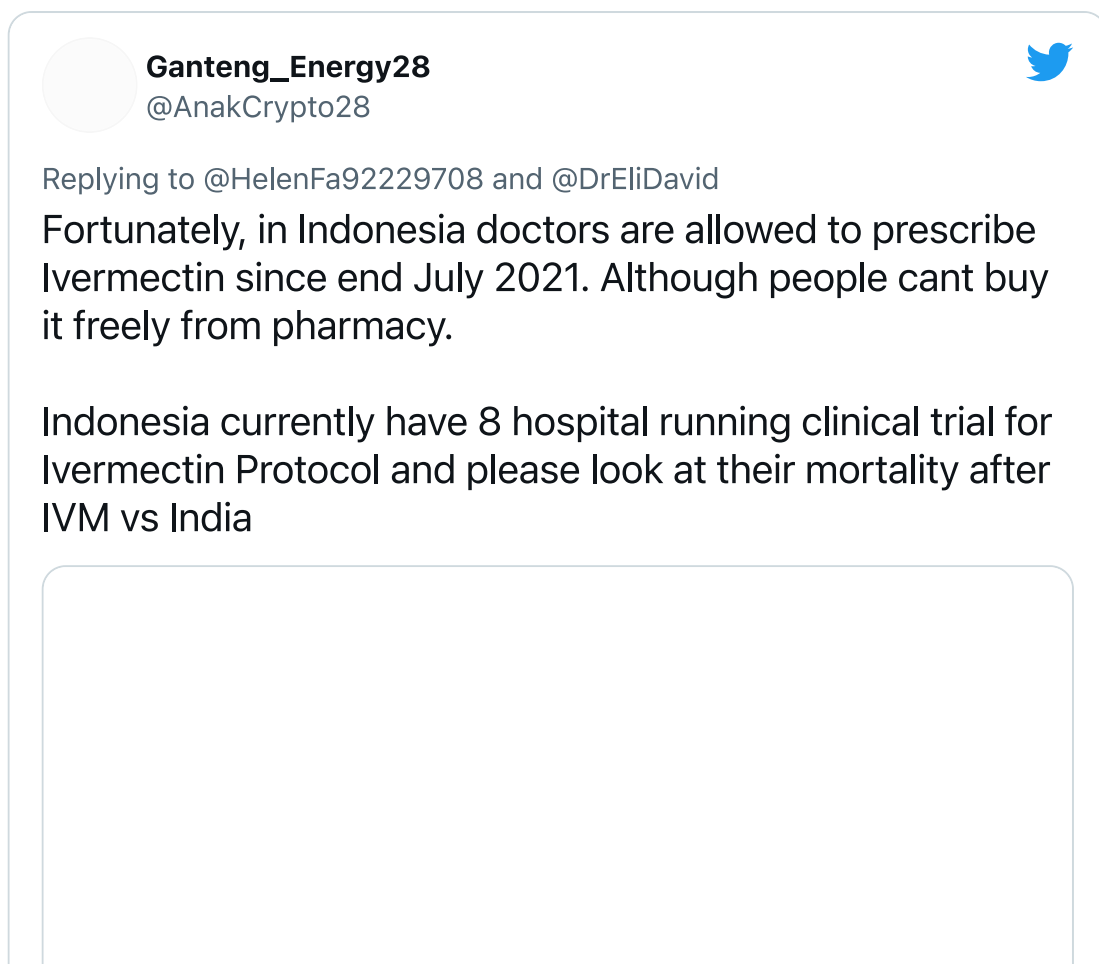 Ganteng_Energy28
@AnakCrypto28
Replying to @HelenFa92229708 and @DrEliDavid
Fortunately, in Indonesia doctors are allowed to prescribe
Ivermectin since end July 2021. Although people cant buy
it freely from pharmacy.
Indonesia currently have 8 hospital running clinical trial for
Ivermectin Protocol and please look at their mortality after
IVM vs India